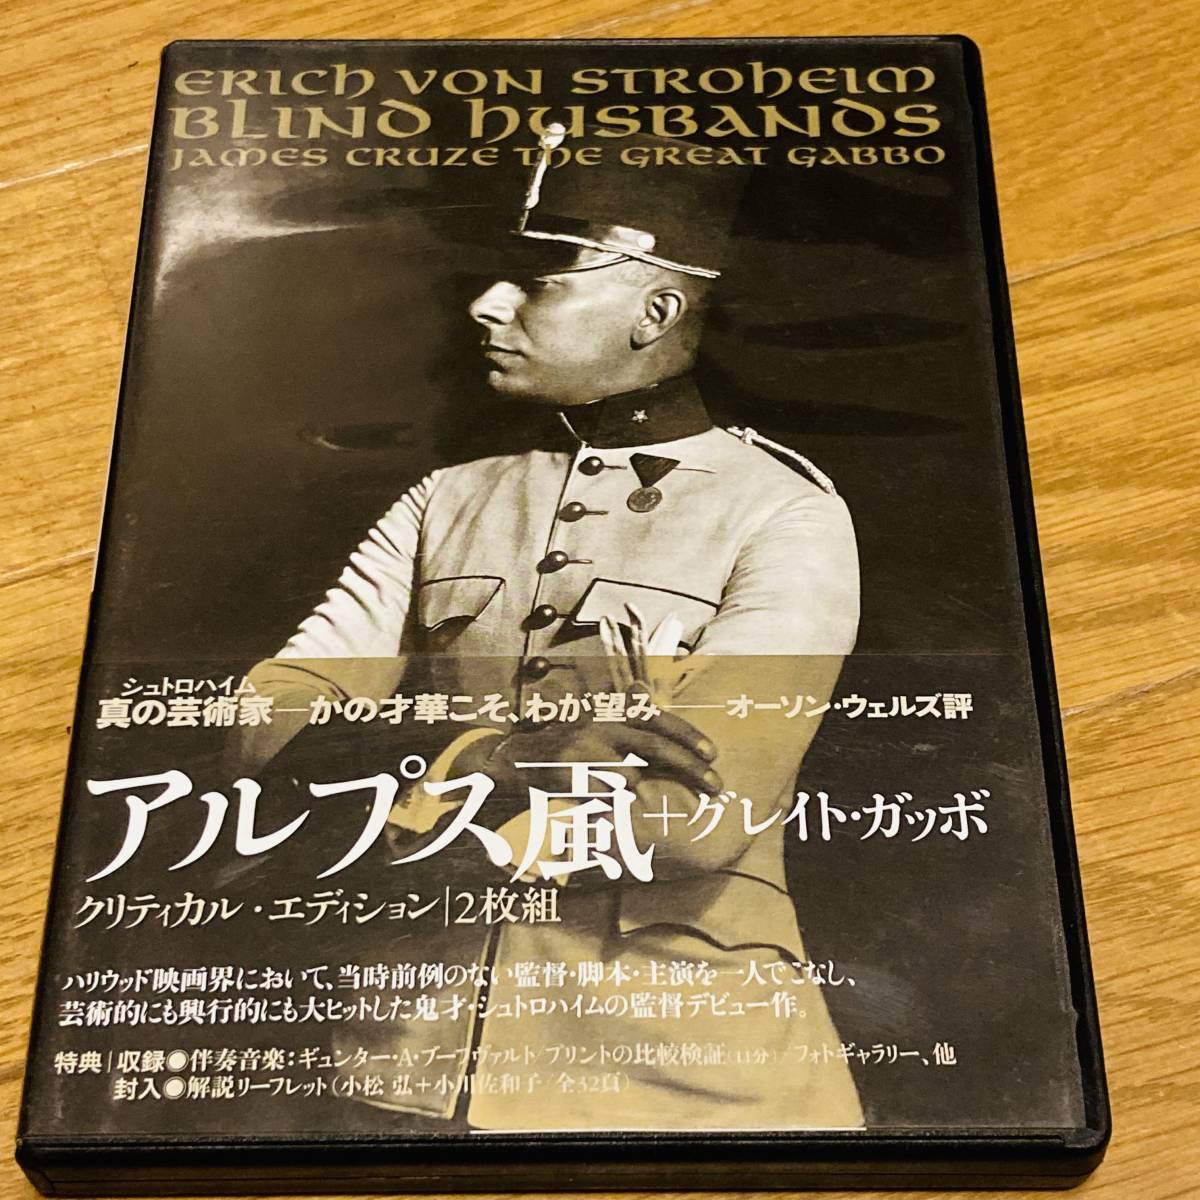 ERICH VON STROHEIM
BLIND HUSBANDS
JAMES CRUZE THE GREAT GABBO
シュトロハイム
真の芸術家―かの才華こそ、わが望み――オーソン・ウェルズ評
アルプス颪+グレイト・ガッボ
クリティカル・エディション|2枚組
ハリウッド映画界において、当時前例のない監督・脚本・主演を一人でこなし、
芸術的にも興行的にも大ヒットした鬼才・シュトロハイムの監督デビュー作。
特典|収録◉伴奏音楽:ギュンター・A・ブーフヴァルト/プリントの比較検証(11分)/フォトギャラリー、他
封入◉解説リーフレット(小松 弘+小川佐和子/全32頁)